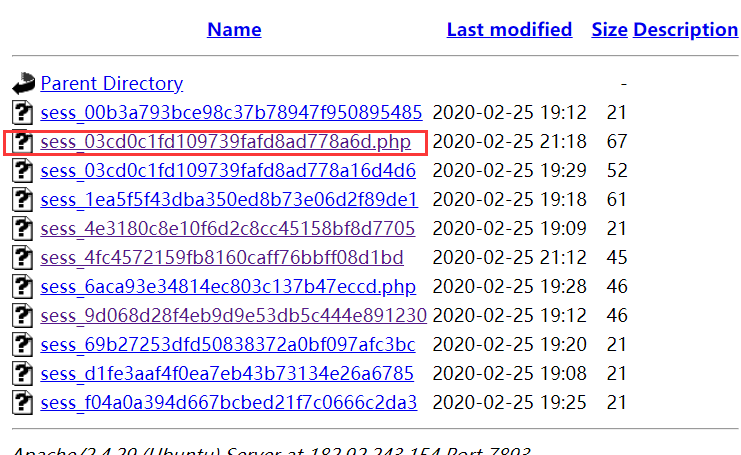 Name Last modified Size Description
Parent Directory -
sess_00b3a793bce98c37b78947f950895485 2020-02-25 19:12 21
sess_03cd0c1fd109739fafd8ad778a6d.php 2020-02-25 21:18 67
sess_03cd0c1fd109739fafd8ad778a16d4d6 2020-02-25 19:29 52
sess_1ea5f5f43dba350ed8b73e06d2f89de1 2020-02-25 19:18 61
sess_4e3180c8e10f6d2c8cc45158bf8d7705 2020-02-25 19:09 21
sess_4fc4572159fb8160caff76bbff08d1bd 2020-02-25 21:12 45
sess_6aca93e34814ec803c137b47eccd.php 2020-02-25 19:28 46
sess_9d068d28f4eb9d9e53db5c444e891230 2020-02-25 19:12 46
sess_69b27253dfd50838372a0bf097afc3bc 2020-02-25 19:20 21
sess_d1fe3aaf4f0ea7eb43b73134e26a6785 2020-02-25 19:08 21
sess_f04a0a394d667bcbed21f7c0666c2da3 2020-02-25 19:25 21
Apache/2.4.29 (Ubuntu) Server at 182.92.243.154 Port 7893